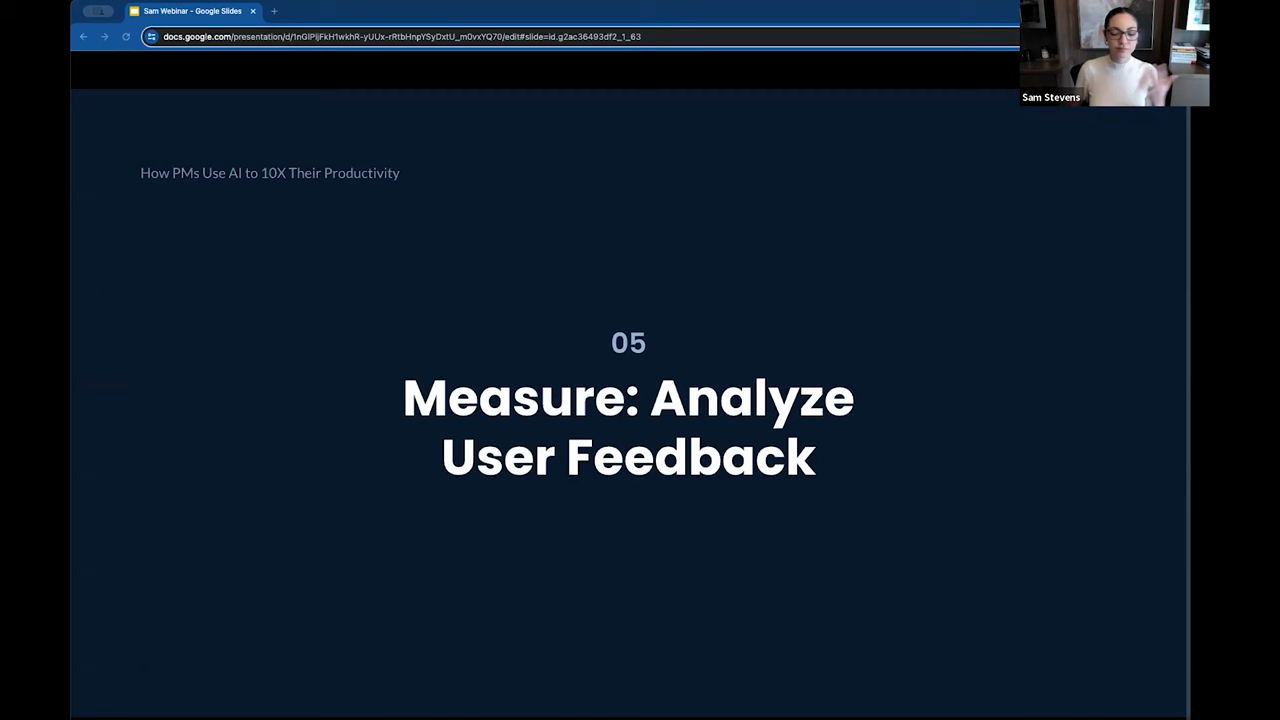 Sam Webinar - Google Slides
docs.google.com/presentation/d/1nGIPijFkH1wkhR-yUUx-rRtbHnpYSyDxtU_m0vxYQ70/edit#slide=id.g2ac36493df2_1_63
Sam Stevens
How PMs Use AI to 10X Their Productivity
05
Measure: Analyze
User Feedback